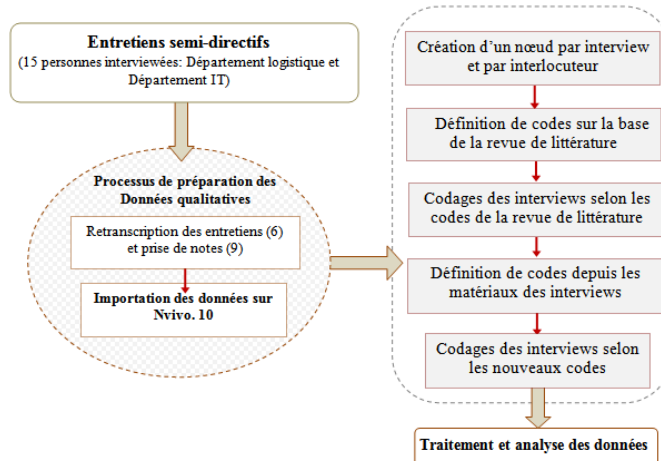 Entretiens semi-directifs
(15 personnes interviewées: Département logistique et
Département IT)
Processus de préparation des
Données qualitatives
Retranscription des entretiens (6)
et prise de notes (9)
Importation des données sur
Nvivo. 10
Création d'un nœud par interview
et par interlocuteur
Définition de codes sur la base
de la revue de littérature
Codages des interviews selon les
codes de la revue de littérature
Définition de codes depuis les
matériaux des interviews
Codages des interviews selon
les nouveaux codes
Traitement et analyse des données